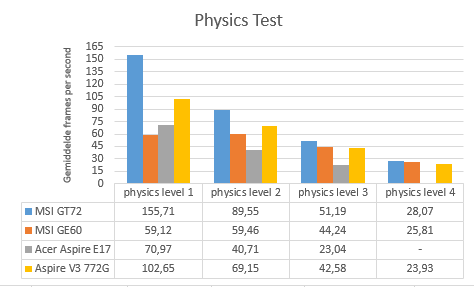 Physics Test
Gemiddelde frames per second
165
150
135
120
105
90
75
60
45
30
15
0
physics level 1 physics level 2 physics level 3 physics level 4
MSI GT72 155,71 89,55 51,19 28,07
MSI GE60 59,12 59,46 44,24 25,81
Acer Aspire E17 70,97 40,71 23,04 -
Aspire V3 772G 102,65 69,15 42,58 23,93